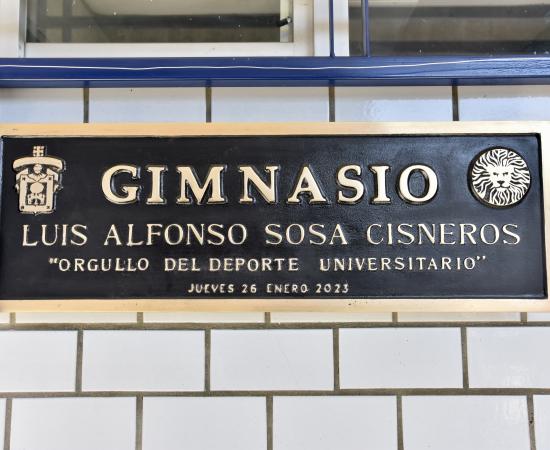 GIMNASIO
LUIS ALFONSO SOSA CISNEROS
"ORGULLO DEL DEPORTE UNIVERSITARIO"
JUEVES 26 ENERO 2023